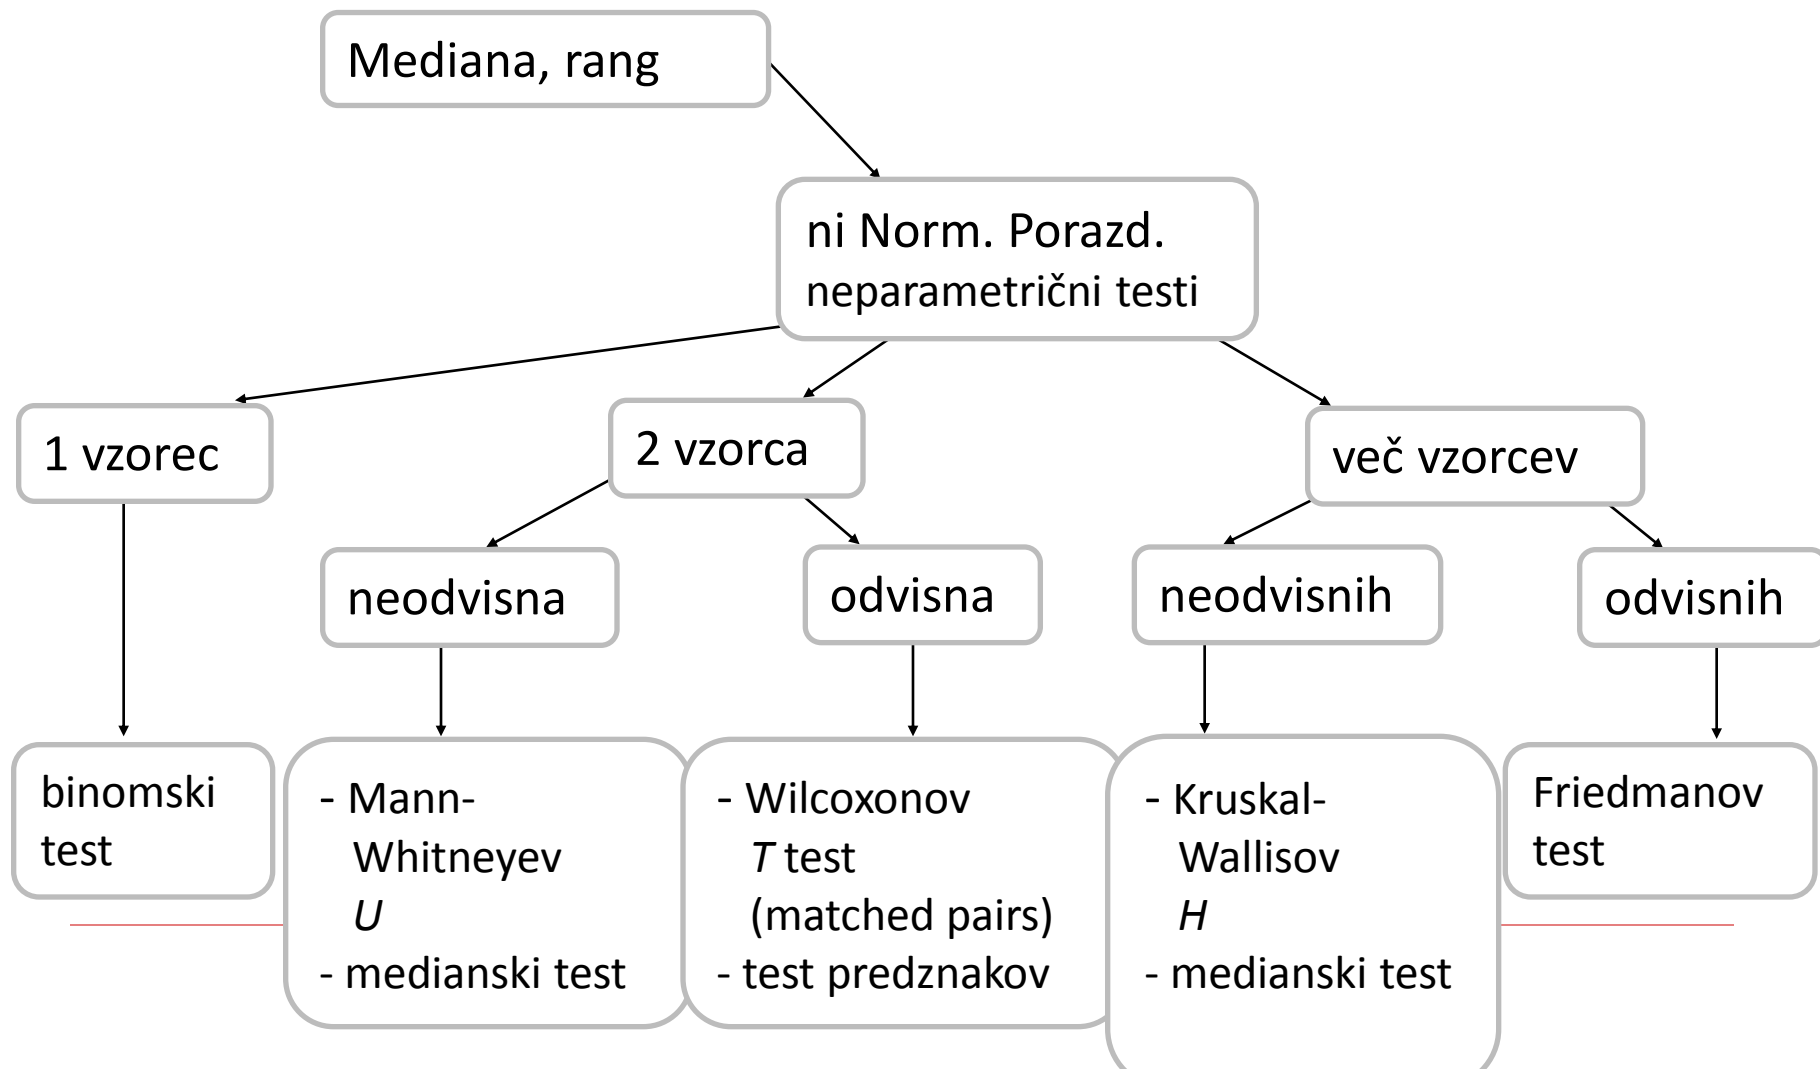 Mediana, rang
ni Norm. Porazd.
neparametrični testi
1 vzorec
2 vzorca
več vzorcev
neodvisna
odvisna
neodvisnih
odvisnih
binomski
test
- Mann-
Whitneyev
U
- medianski test
- Wilcoxonov
T test
(matched pairs)
- test predznakov
- Kruskal-
Wallisov
H
- medianski test
Friedmanov
test